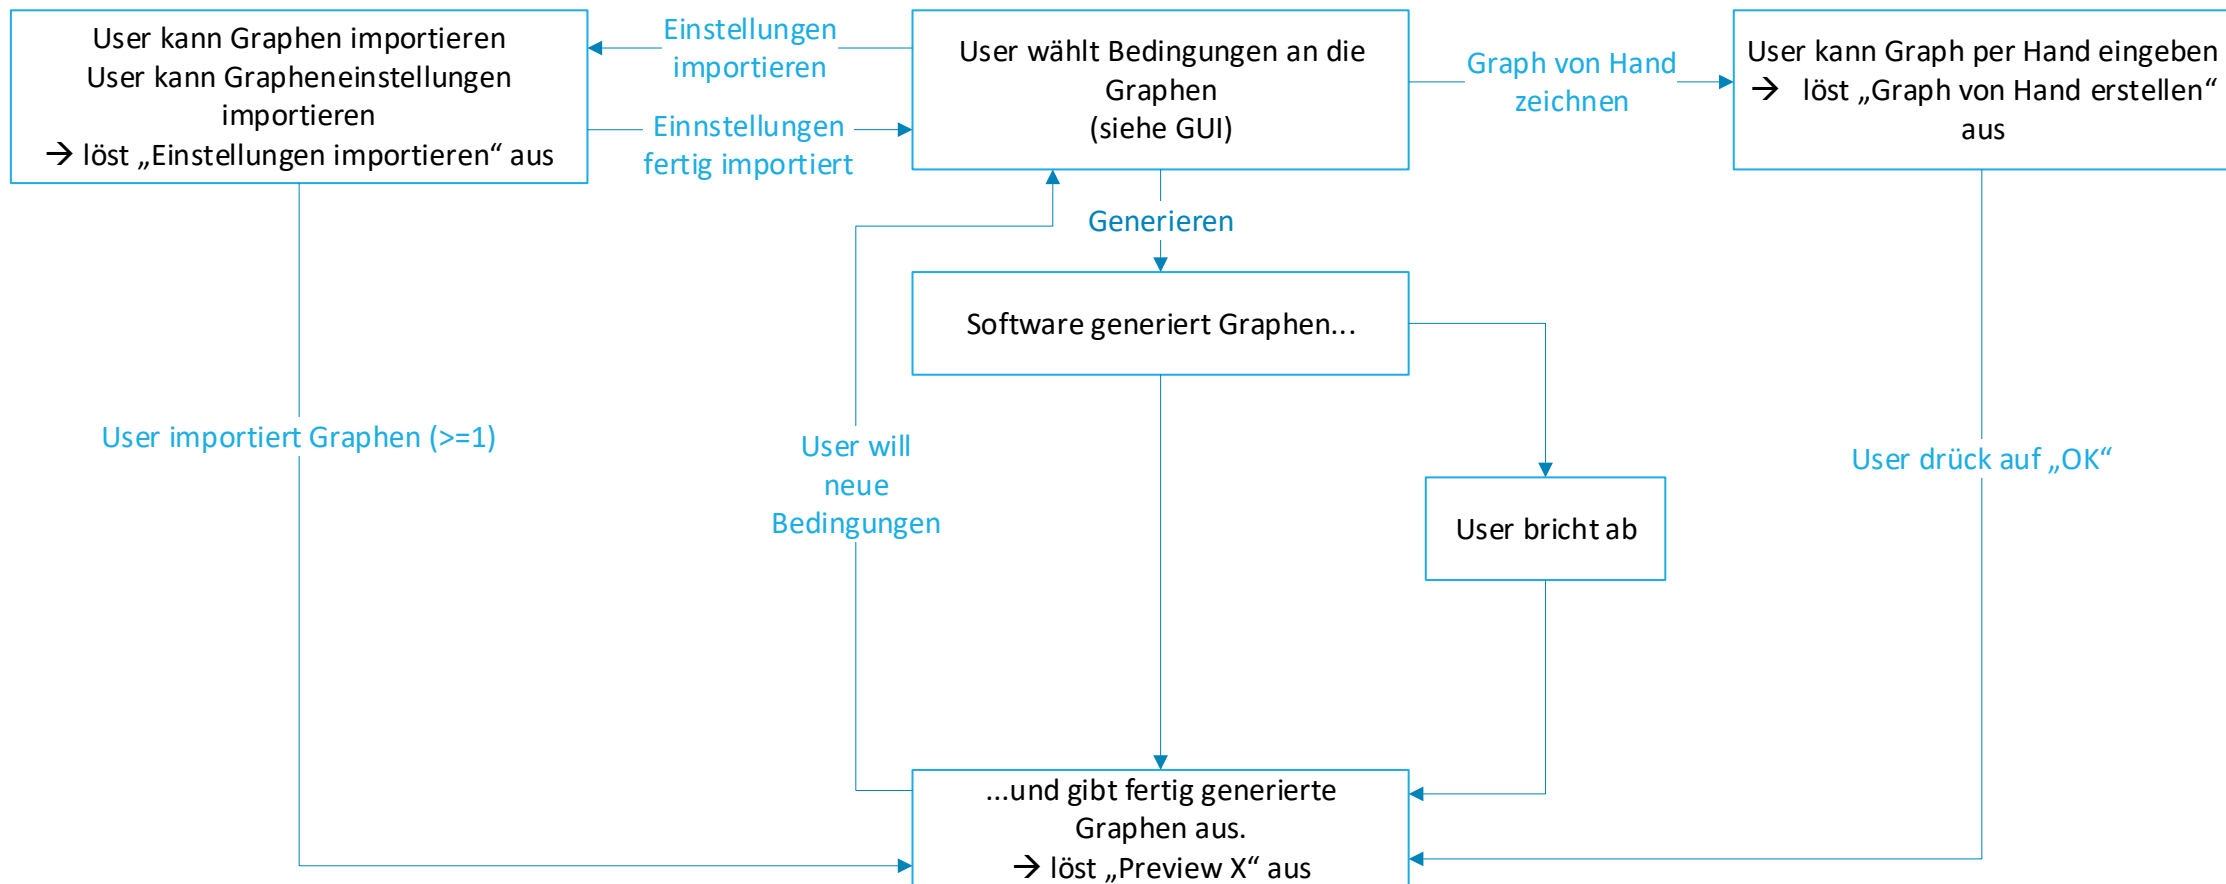 User kann Graphen importieren
User kann Grapheneinstellungen
importieren
→ löst „Einstellungen importieren“ aus
Einstellungen
importieren
Einnstellungen
fertig importiert
User wählt Bedingungen an die
Graphen
(siehe GUI)
Graph von Hand
zeichnen
User kann Graph per Hand eingeben
→ löst „Graph von Hand erstellen“
aus
Generieren
Software generiert Graphen...
User importiert Graphen (>=1)
User will
neue
Bedingungen
User drück auf „OK“
User bricht ab
...und gibt fertig generierte
Graphen aus.
→ löst „Preview X“ aus